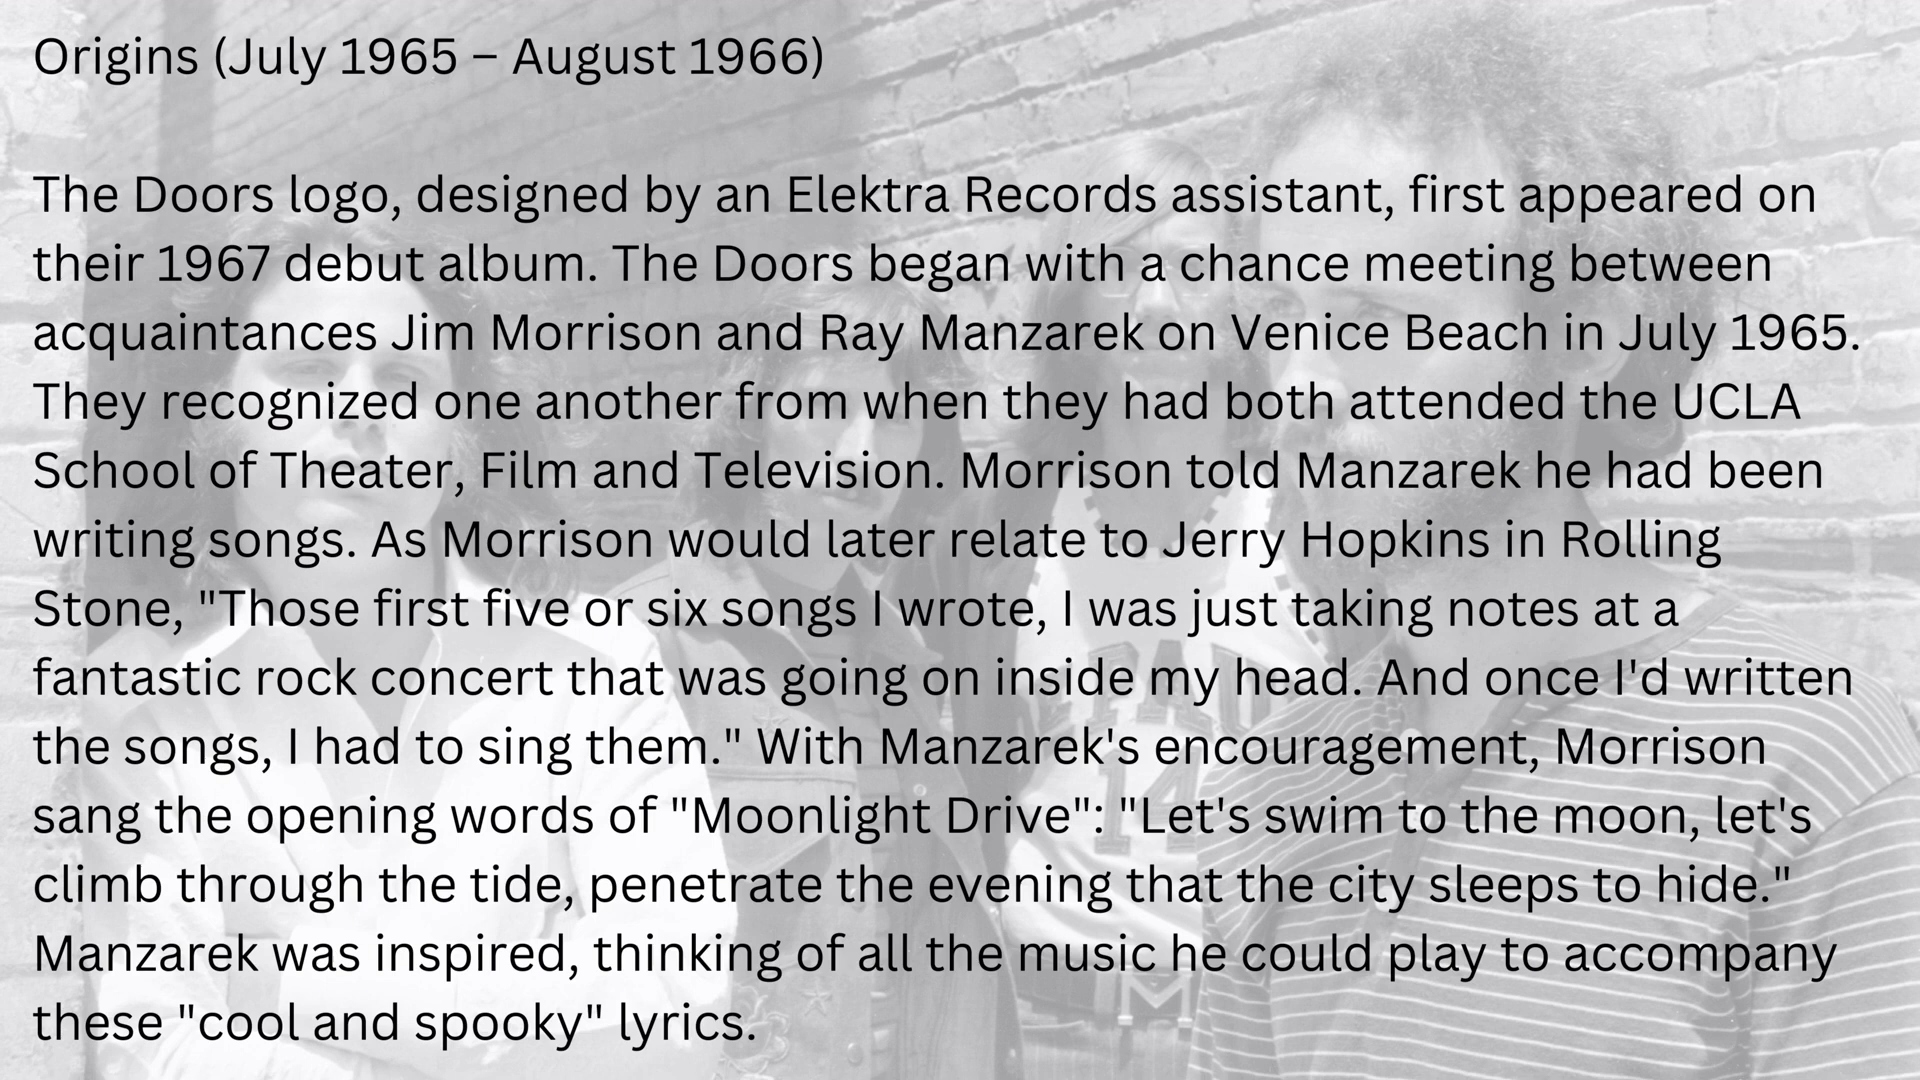 Origins (July 1965 – August 1966)
The Doors logo, designed by an Elektra Records assistant, first appeared on
their 1967 debut album. The Doors began with a chance meeting between
acquaintances Jim Morrison and Ray Manzarek on Venice Beach in July 1965.
They recognized one another from when they had both attended the UCLA
School of Theater, Film and Television. Morrison told Manzarek he had been
writing songs. As Morrison would later relate to Jerry Hopkins in Rolling
Stone, "Those first five or six songs I wrote, I was just taking notes at a
fantastic rock concert that was going on inside my head. And once I'd written
the songs, I had to sing them." With Manzarek's encouragement, Morrison
sang the opening words of "Moonlight Drive": "Let's swim to the moon, let's
climb through the tide, penetrate the evening that the city sleeps to hide."
Manzarek was inspired, thinking of all the music he could play to accompany
these "cool and spooky" lyrics.
14